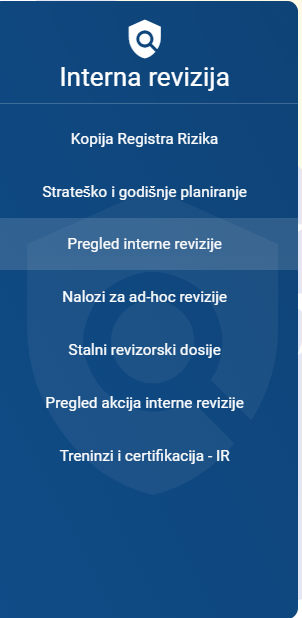 Interna revizija
Kopija Registra Rizika
Strateško i godišnje planiranje
Pregled interne revizije
Nalozi za ad-hoc revizije
Stalni revizorski dosije
Pregled akcija interne revizije
Treninzi i certifikacija - IR